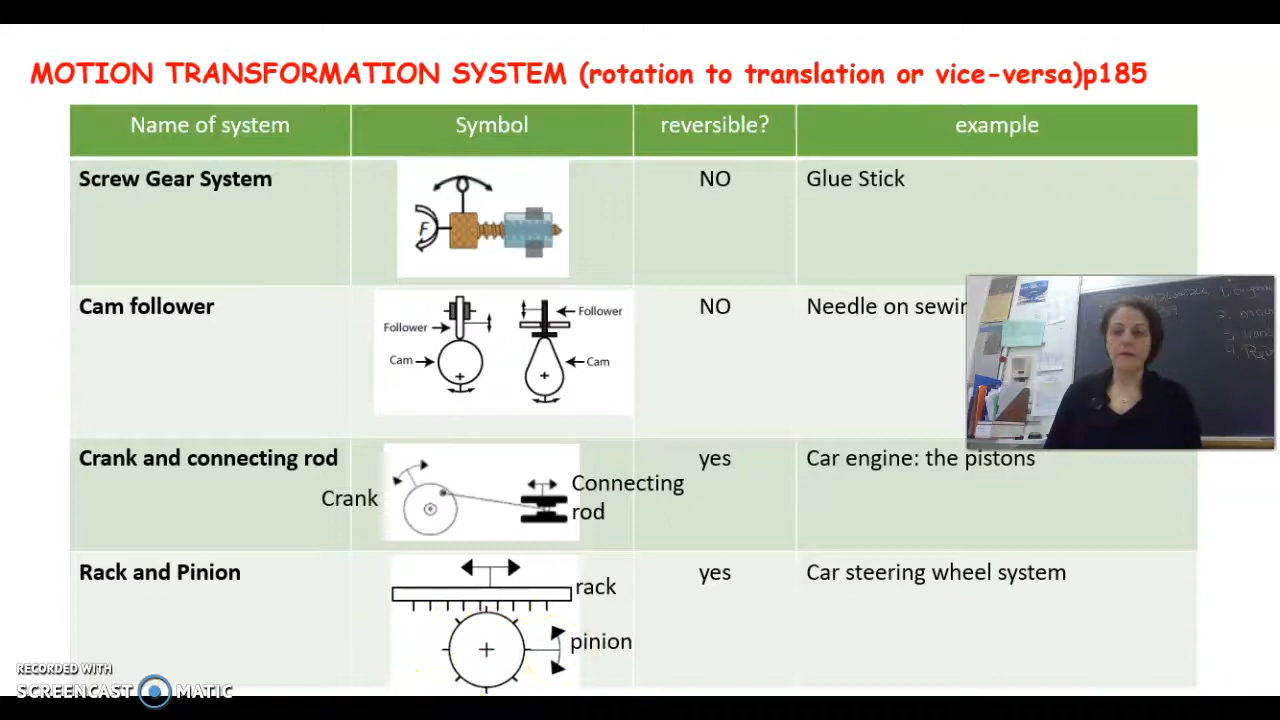 MOTION TRANSFORMATION SYSTEM (rotation to translation or vice-versa)p185
Name of system Symbol reversible? example
Screw Gear System NO Glue Stick
F
Cam follower NO Needle on sewin
Follower Follower
Cam Cam
Crank and connecting rod yes Car engine: the pistons
Crank Connecting
rod
Rack and Pinion yes Car steering wheel system
rack
pinion
RECORDED WITH
SCREENCAST MATIC